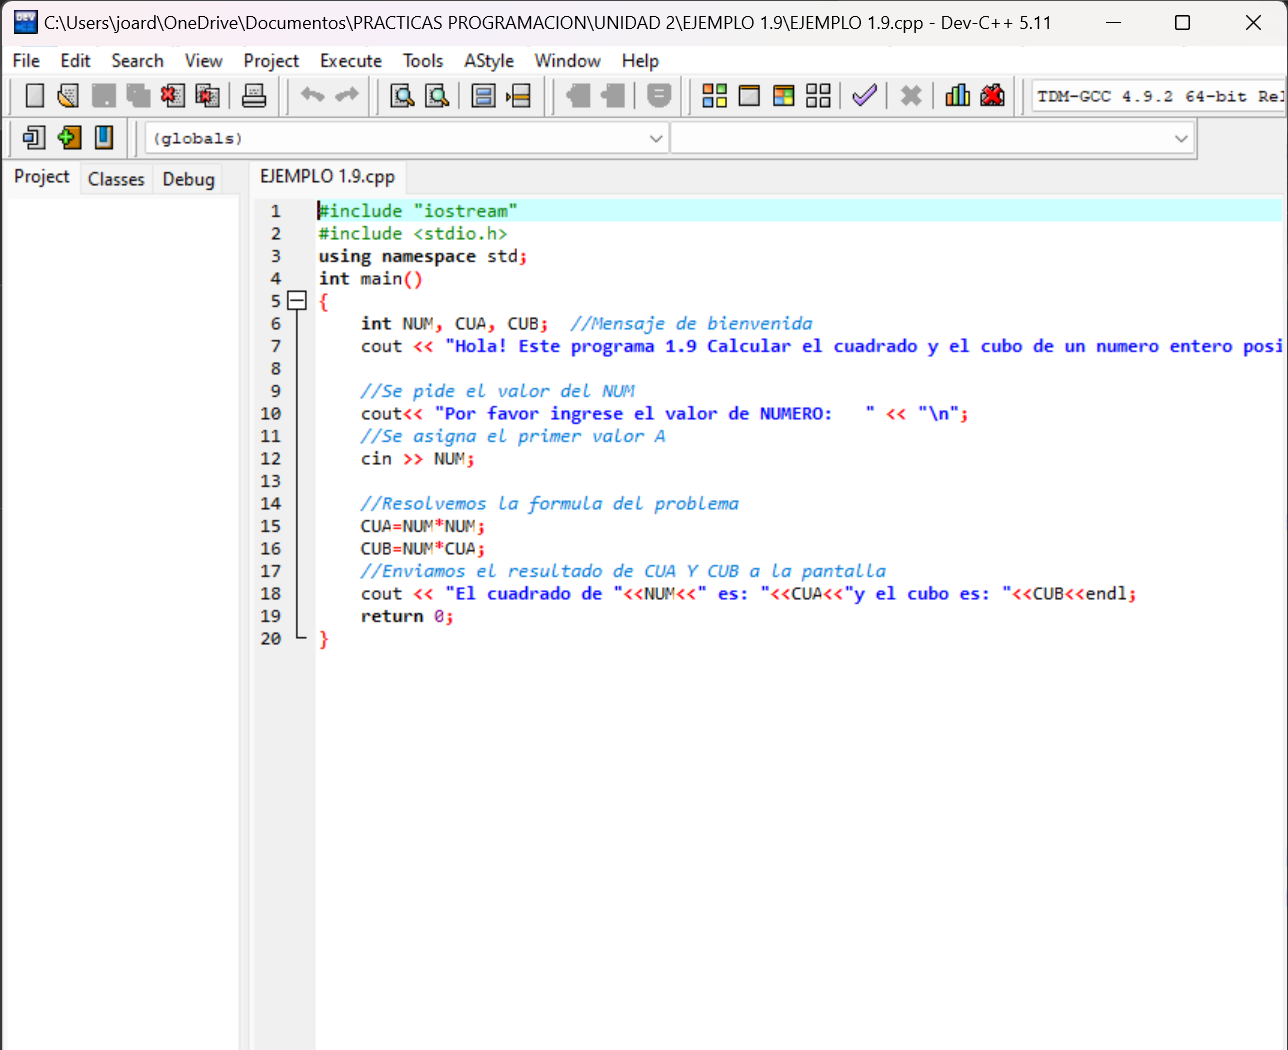 C:\Users\joard\OneDrive\Documentos\PRACTICAS PROGRAMACION\UNIDAD 2\EJEMPLO 1.9\EJEMPLO 1.9.cpp - Dev-C++ 5.11
File Edit Search View Project Execute Tools AStyle Window Help
TDM-GCC 4.9.2 64-bit Rel
(globals)
Project Classes Debug EJEMPLO 1.9.cpp
1 #include "iostream"
2 #include <stdio.h>
3 using namespace std;
4 int main()
5 {
6 int NUM, CUA, CUB; //Mensaje de bienvenida
7 cout << "Hola! Este programa 1.9 Calcular el cuadrado y el cubo de un numero entero posi
8
9 //Se pide el valor del NUM
10 cout<< "Por favor ingrese el valor de NUMERO:   " << "\n";
11 //Se asigna el primer valor A
12 cin >> NUM;
13
14 //Resolvemos la formula del problema
15 CUA=NUM*NUM;
16 CUB=NUM*CUA;
17 //Enviamos el resultado de CUA Y CUB a la pantalla
18 cout << "El cuadrado de "<<NUM<<" es: "<<CUA<<"y el cubo es: "<<CUB<<endl;
19 return 0;
20 }